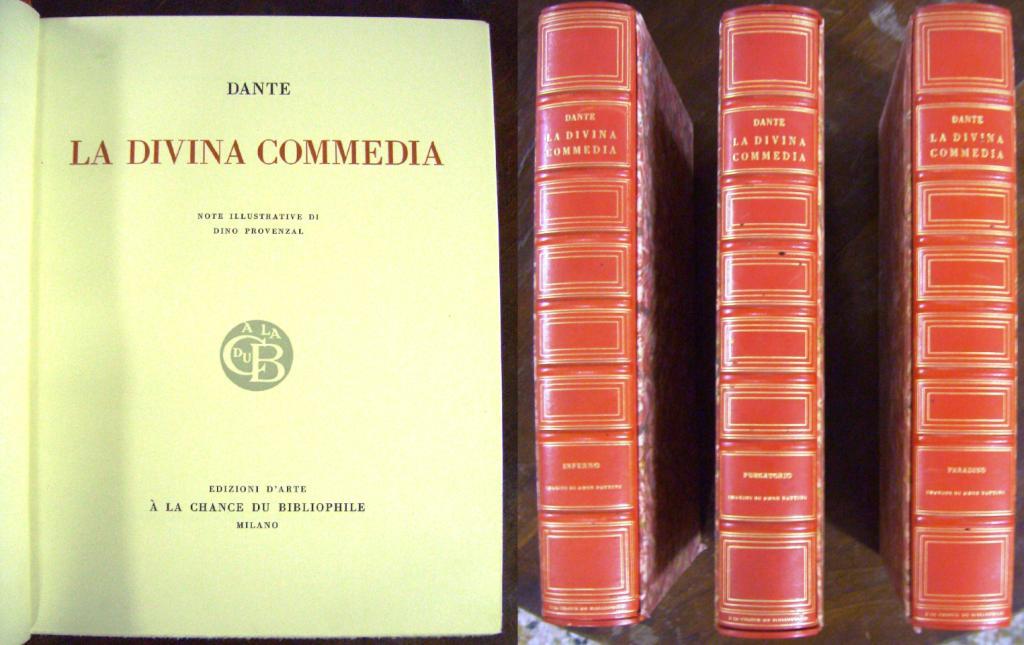 DANTE
LA DIVINA COMMEDIA
NOTE ILLUSTRATIVE DI
DINO PROVENZAL
À LA
DU
CB
EDIZIONI D'ARTE
À LA CHANCE DU BIBLIOPHILE
MILANO
DANTE
LA DIVINA
COMMEDIA
INFERNO
DANTE
LA DIVINA
COMMEDIA
PURGATORIO
DANTE
LA DIVINA
COMMEDIA
PARADISO